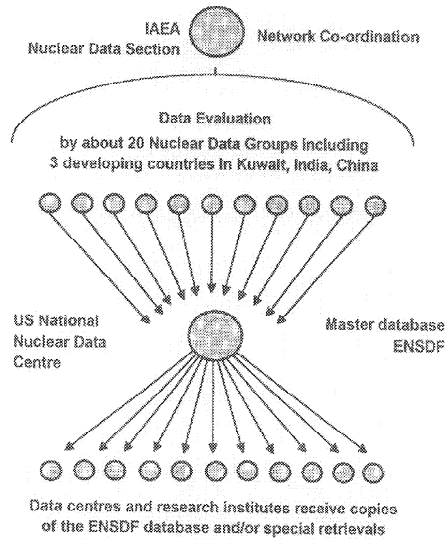 IAEA
Nuclear Data Section
Network Co-ordination
Data Evaluation
by about 20 Nuclear Data Groups including
3 developing countries in Kuwait, India, China
US National
Nuclear Data
Centre
Master database
ENSDF
Data centres and research institutes receive copies
of the ENSDF database and/or special retrievals